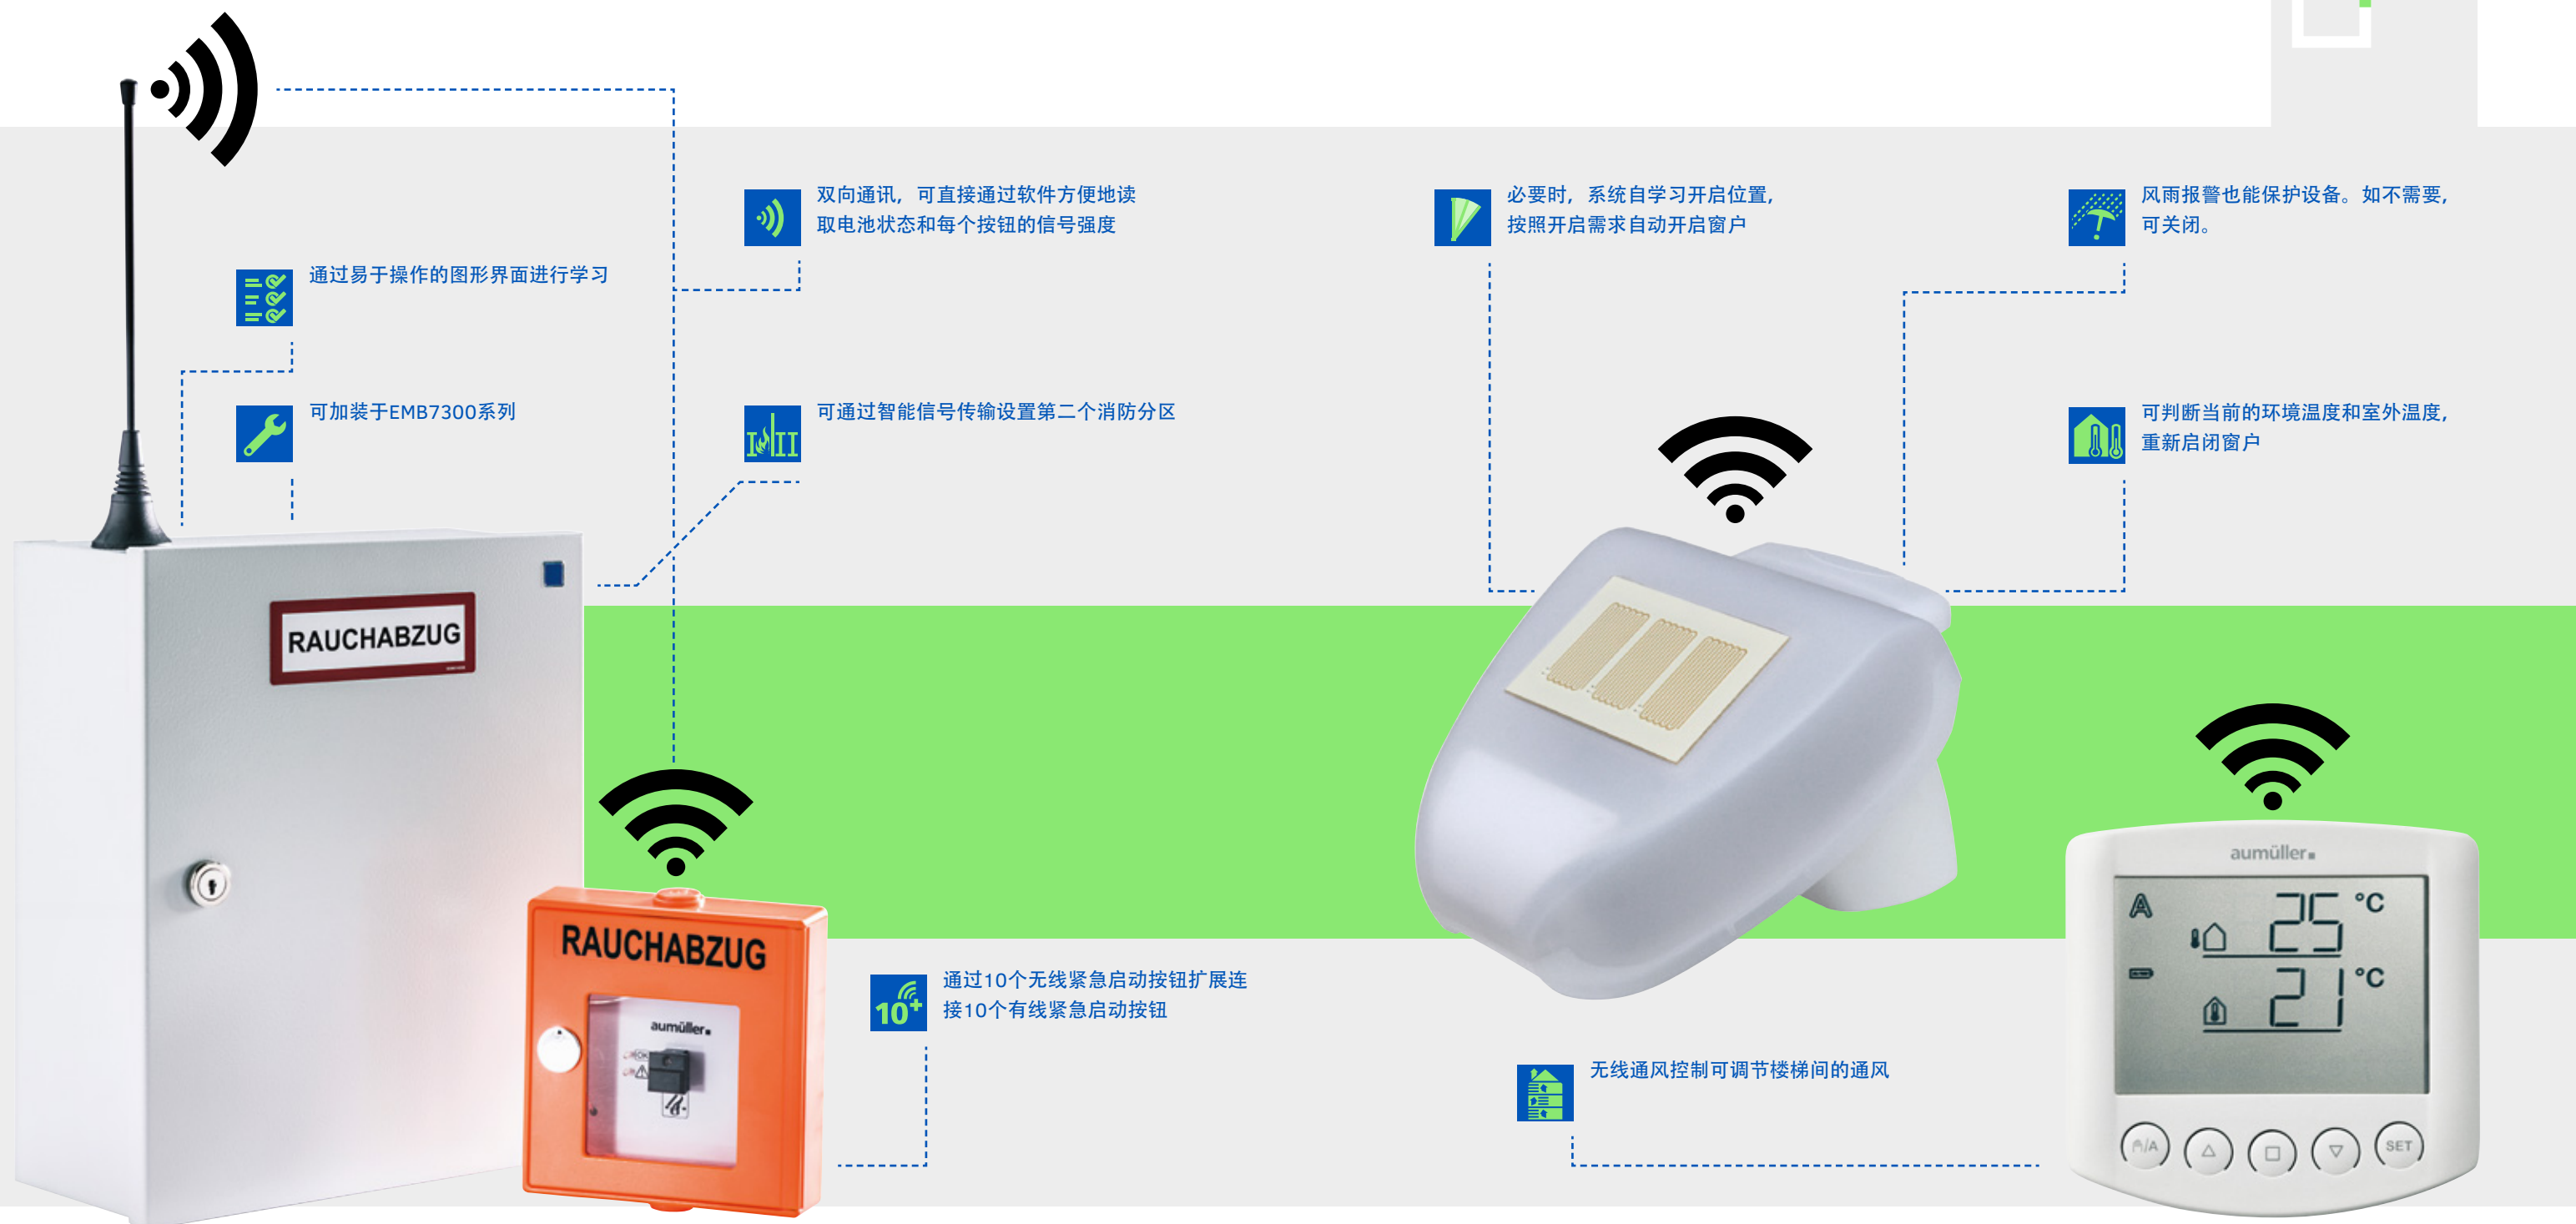 双向通讯，可直接通过软件方便地读
取电池状态和每个按钮的信号强度
必要时，系统自学习开启位置，
按照开启需求自动开启窗户
风雨报警也能保护设备。如不需要，
可关闭。
通过易于操作的图形界面进行学习
可加装于EMB7300系列
可通过智能信号传输设置第二个消防分区
可判断当前的环境温度和室外温度，
重新启闭窗户
RAUCHABZUG
aumüller
A
25 °C
21 °C
RAUCHABZUG
aumüller
OK
10+
通过10个无线紧急启动按钮扩展连
接10个有线紧急启动按钮
无线通风控制可调节楼梯间的通风
/A
SET